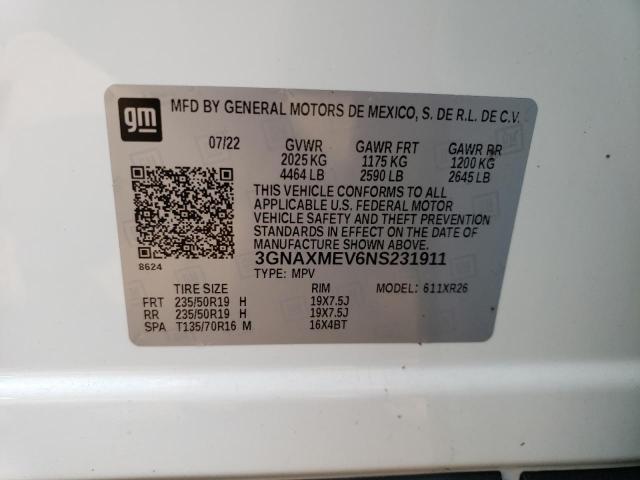 gm
MFD BY GENERAL MOTORS DE MEXICO, S. DE R.L. DE C.V.
07/22 GVWR GAWR FRT GAWR RR
2025 KG 1175 KG 1200 KG
4464 LB 2590 LB 2645 LB
THIS VEHICLE CONFORMS TO ALL
APPLICABLE U.S. FEDERAL MOTOR
VEHICLE SAFETY AND THEFT PREVENTION
STANDARDS IN EFFECT ON THE DATE OF
MANUFACTURE SHOWN ABOVE.
8624 3GNAXMEV6NS231911
TYPE: MPV
TIRE SIZE RIM MODEL: 611XR26
FRT 235/50R19 H 19X7.5J
RR 235/50R19 H 19X7.5J
SPA T135/70R16 M 16X4BT